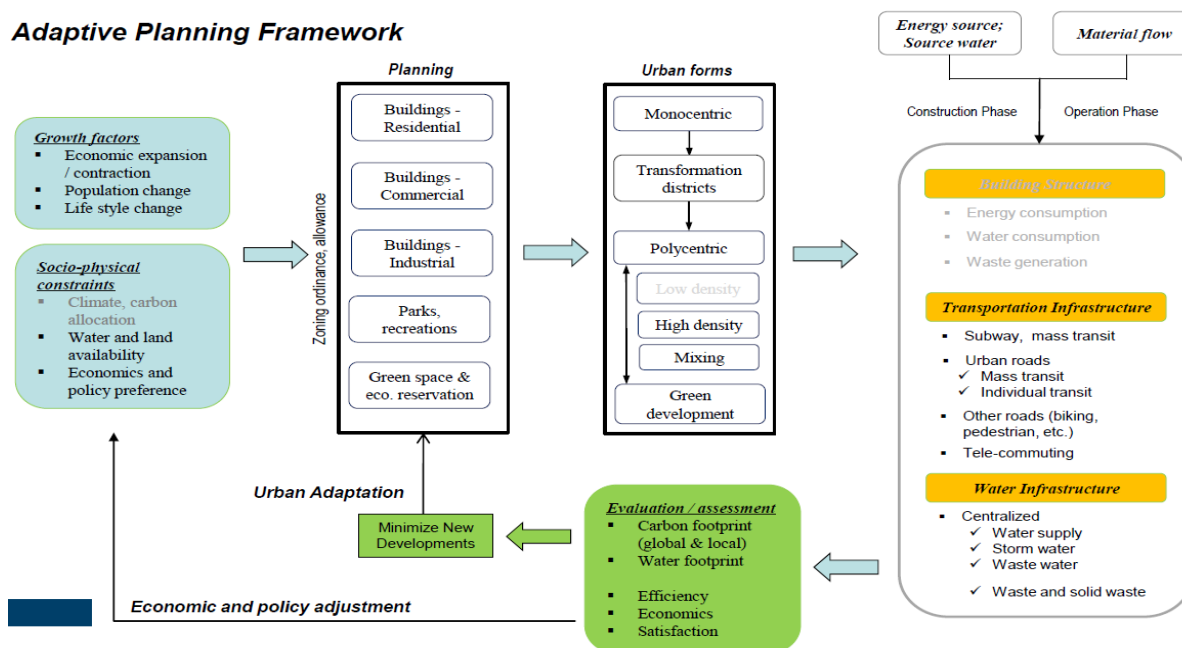 Adaptive Planning Framework
Growth factors
▪ Economic expansion
/ contraction
▪ Population change
▪ Life style change
Socio-physical
constraints
▪ Climate, carbon
allocation
▪ Water and land
availability
▪ Economics and
policy preference
Planning
Zoning ordinance, allowance
Buildings -
Residential
Buildings -
Commercial
Buildings -
Industrial
Parks,
recreations
Green space &
eco. reservation
Urban forms
Monocentric
Transformation
districts
Polycentric
Low density
High density
Mixing
Green
development
Energy source;
Source water
Material flow
Construction Phase
Operation Phase
Building Structure
▪ Energy consumption
▪ Water consumption
▪ Waste generation
Transportation Infrastructure
▪ Subway, mass transit
▪ Urban roads
✓ Mass transit
✓ Individual transit
▪ Other roads (biking,
pedestrian, etc.)
▪ Tele-commuting
Water Infrastructure
▪ Centralized
✓ Water supply
✓ Storm water
✓ Waste water
✓ Waste and solid waste
Evaluation / assessment
▪ Carbon footprint
(global & local)
▪ Water footprint
▪ Efficiency
▪ Economics
▪ Satisfaction
Urban Adaptation
Minimize New
Developments
Economic and policy adjustment